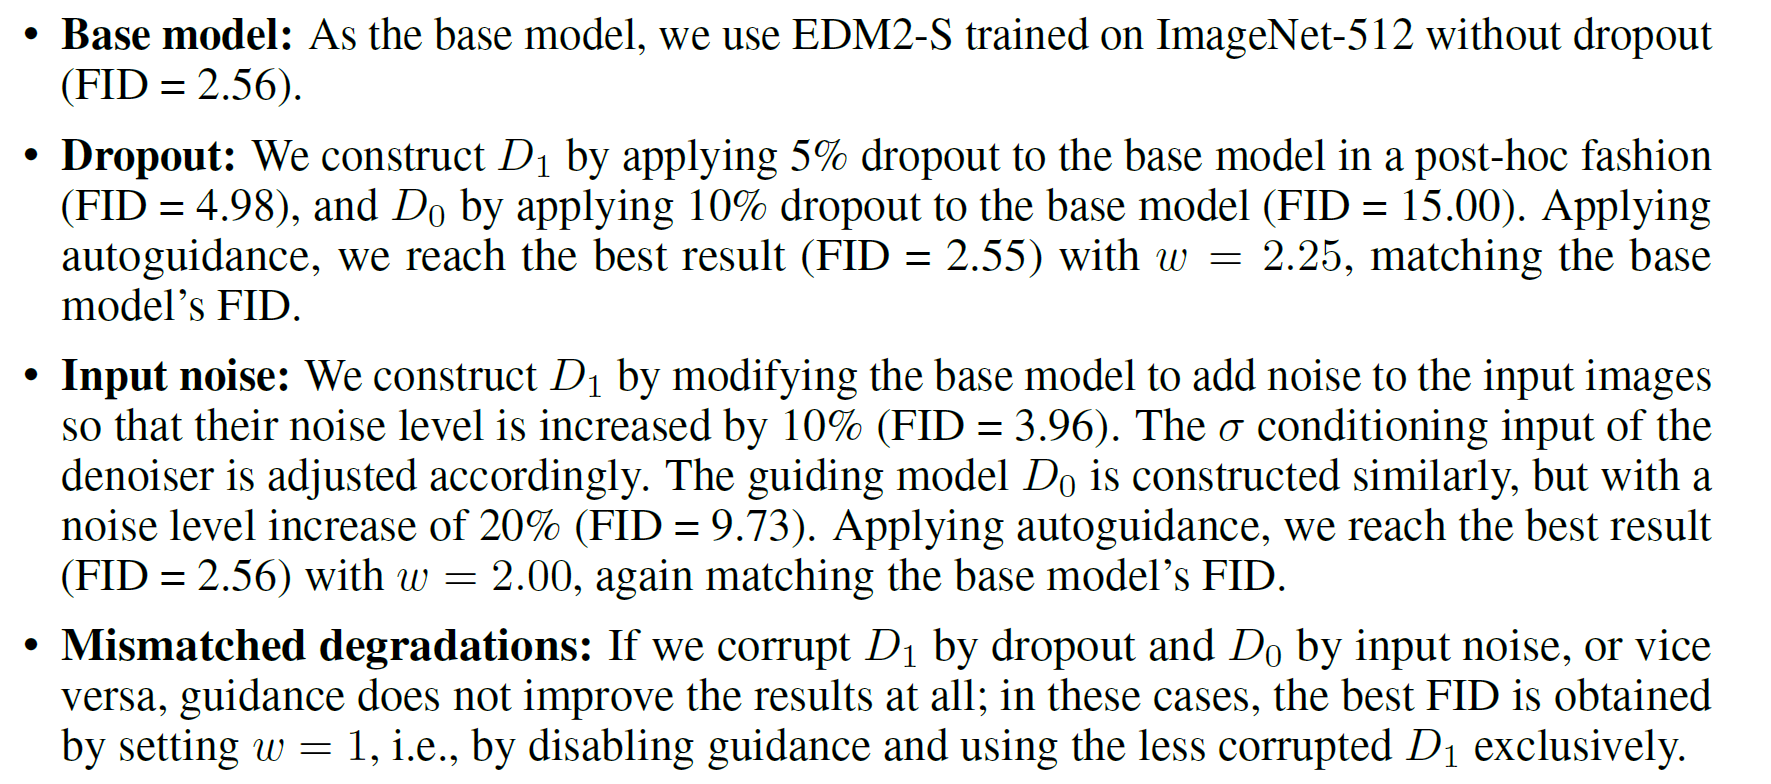 • Base model: As the base model, we use EDM2-S trained on ImageNet-512 without dropout
(FID = 2.56).
• Dropout: We construct D₁ by applying 5% dropout to the base model in a post-hoc fashion
(FID = 4.98), and D₀ by applying 10% dropout to the base model (FID = 15.00). Applying
autoguidance, we reach the best result (FID = 2.55) with w = 2.25, matching the base
model’s FID.
• Input noise: We construct D₁ by modifying the base model to add noise to the input images
so that their noise level is increased by 10% (FID = 3.96). The σ conditioning input of the
denoiser is adjusted accordingly. The guiding model D₀ is constructed similarly, but with a
noise level increase of 20% (FID = 9.73). Applying autoguidance, we reach the best result
(FID = 2.56) with w = 2.00, again matching the base model’s FID.
• Mismatched degradations: If we corrupt D₁ by dropout and D₀ by input noise, or vice
versa, guidance does not improve the results at all; in these cases, the best FID is obtained
by setting w = 1, i.e., by disabling guidance and using the less corrupted D₁ exclusively.